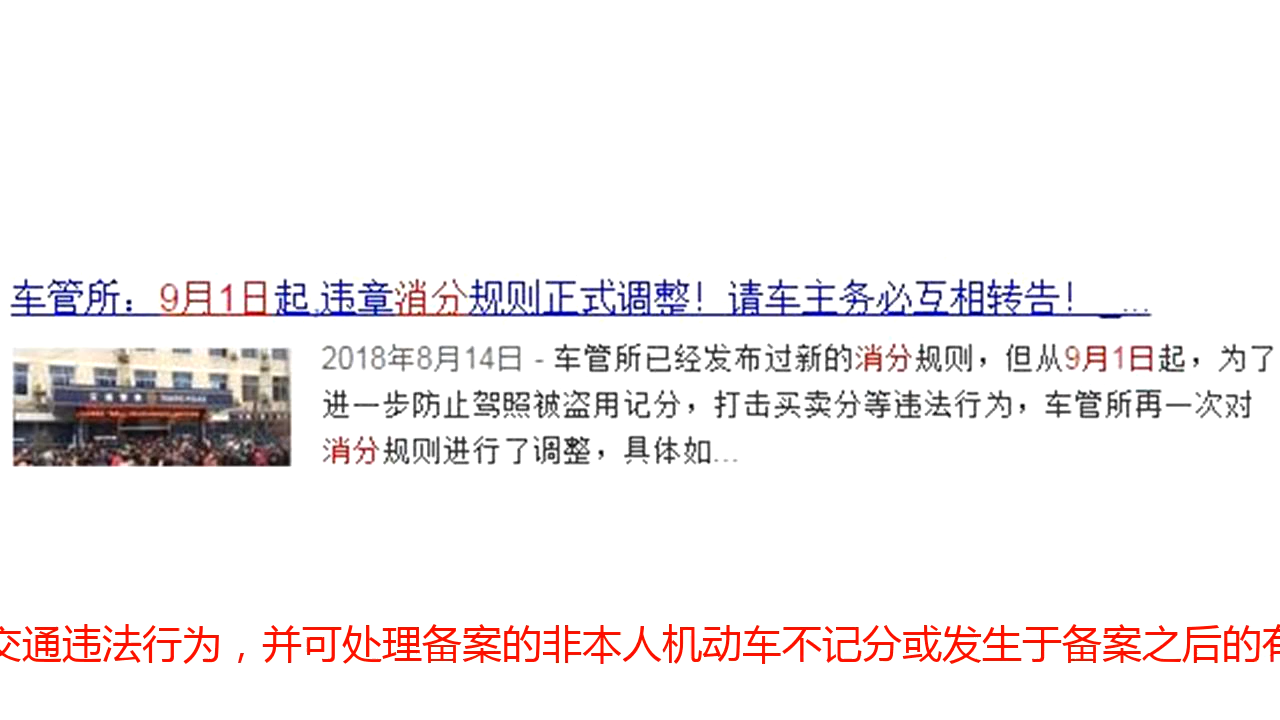 车管所：9月1日起,违章消分规则正式调整！请车主务必互相转告！_...
2018年8月14日 - 车管所已经发布过新的消分规则，但从9月1日起，为了
进一步防止驾照被盗用记分，打击买卖分等违法行为，车管所再一次对
消分规则进行了调整，具体如...
交通违法行为，并可处理备案的非本人机动车不记分或发生于备案之后的有